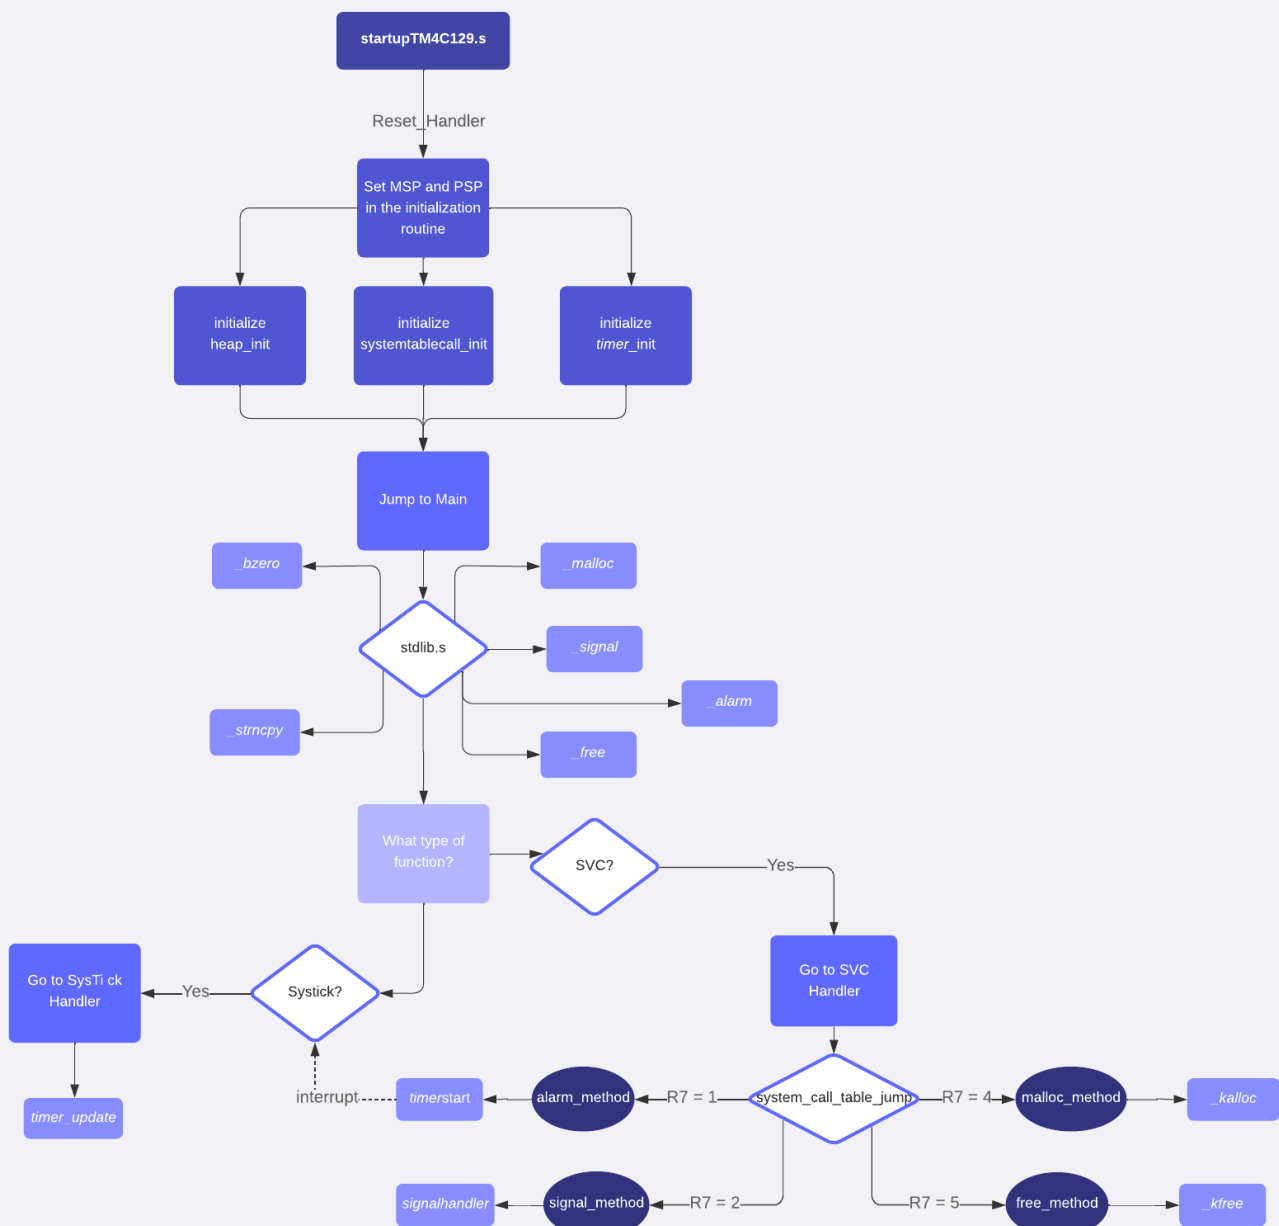 startupTM4C129.s
Reset_Handler
Set MSP and PSP
in the initialization
routine
initialize
heap_init
initialize
systemtablecall_init
initialize
timer_init
Jump to Main
_bzero
_malloc
stdlib.s
_signal
_alarm
_strncpy
_free
What type of
function?
SVC?
Yes
Go to SysTi ck
Handler
Yes
Systick?
Go to SVC
Handler
timer_update
interrupt
timerstart
alarm_method
R7 = 1
system_call_table_jump
R7 = 4
malloc_method
_kalloc
signalhandler
signal_method
R7 = 2
R7 = 5
free_method
_kfree